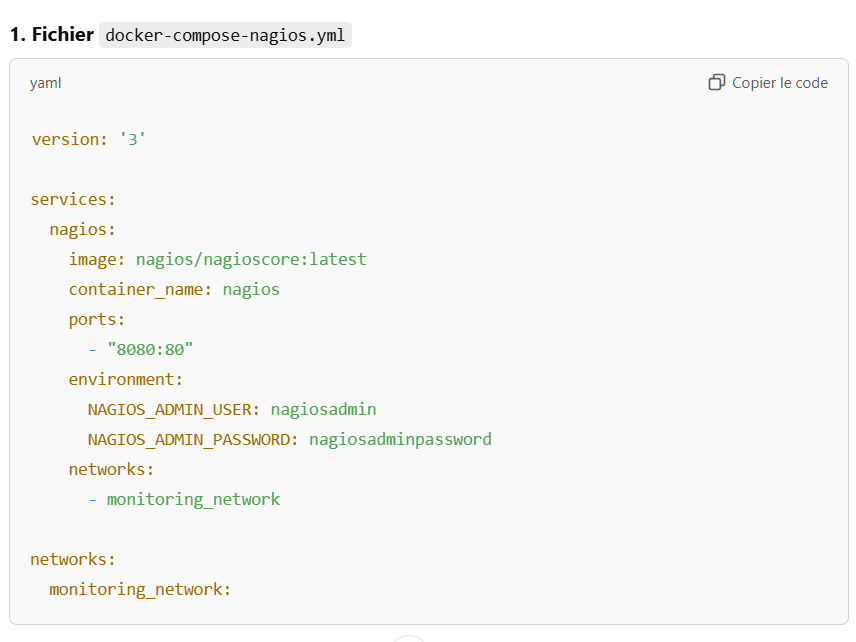 1. Fichier docker-compose-nagios.yml
yaml
Copier le code
version: '3'
services:
nagios:
image: nagios/nagioscore:latest
container_name: nagios
ports:
- "8080:80"
environment:
NAGIOS_ADMIN_USER: nagiosadmin
NAGIOS_ADMIN_PASSWORD: nagiosadminpassword
networks:
- monitoring_network
networks:
monitoring_network: